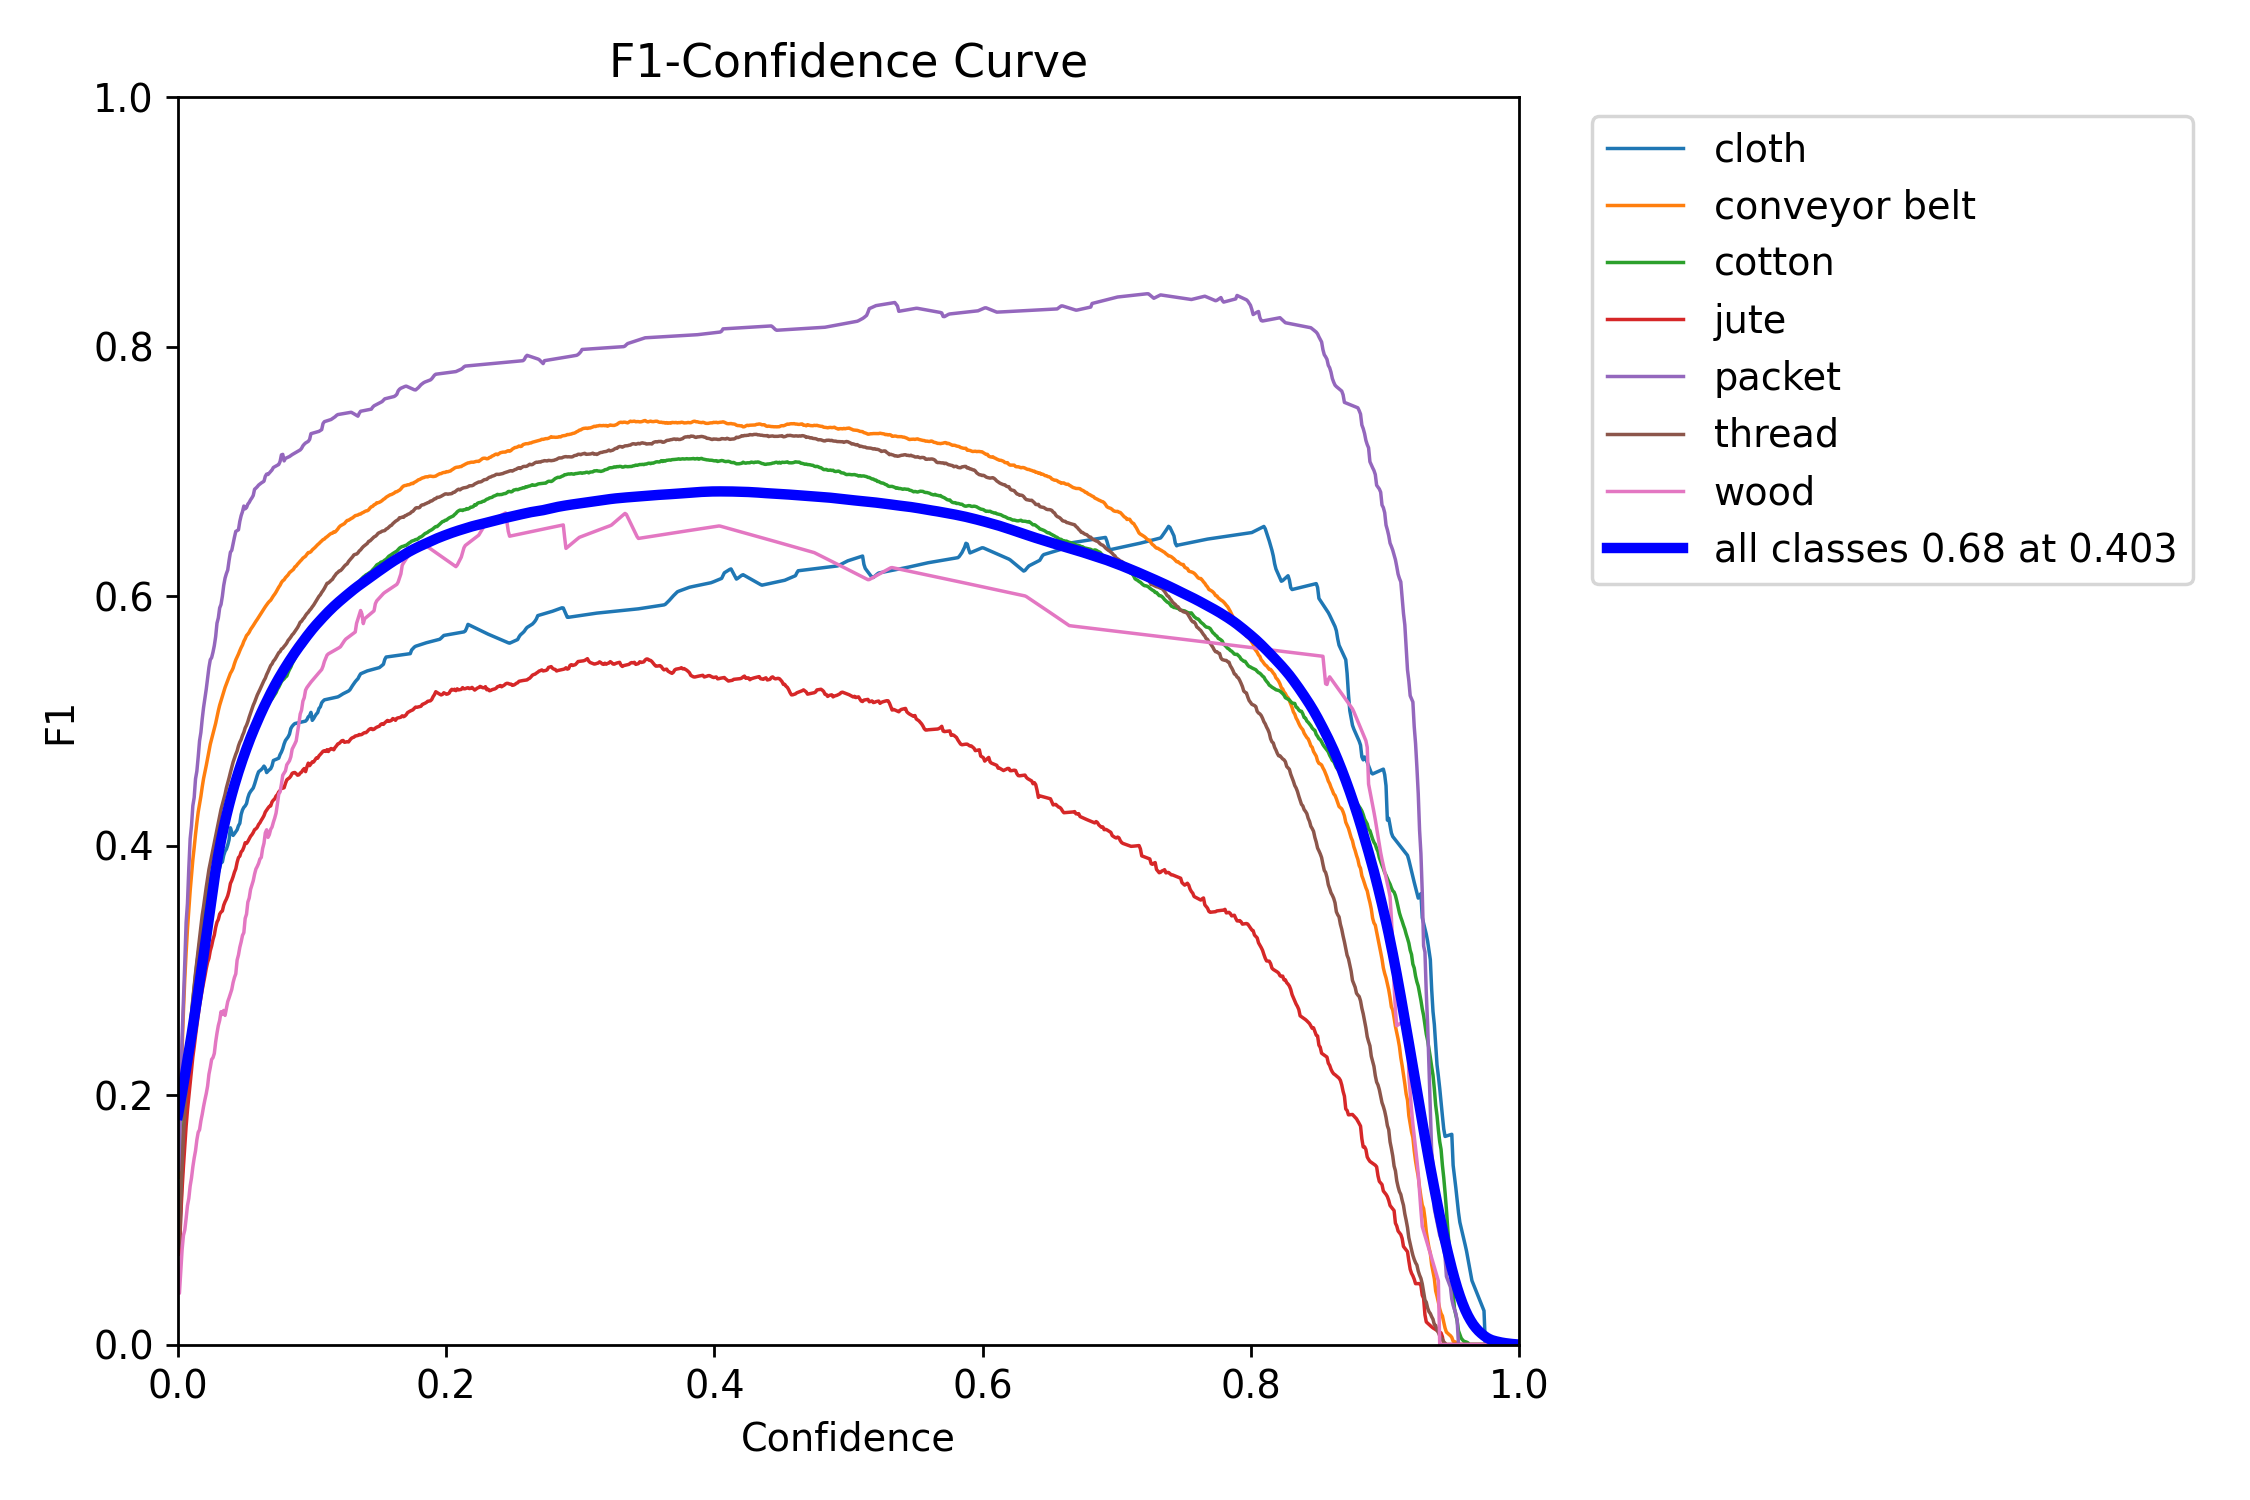 F1-Confidence Curve
1.0
0.8
0.6
0.4
0.2
0.0
F1
0.0 0.2 0.4 0.6 0.8 1.0
Confidence
cloth
conveyor belt
cotton
jute
packet
thread
wood
all classes 0.68 at 0.403